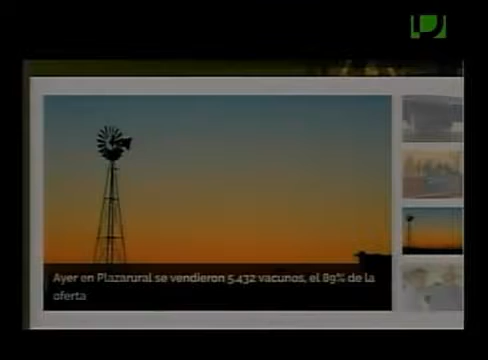 Ayer en Plazarural se vendieron 5.432 vacunos, el 89% de la
oferta